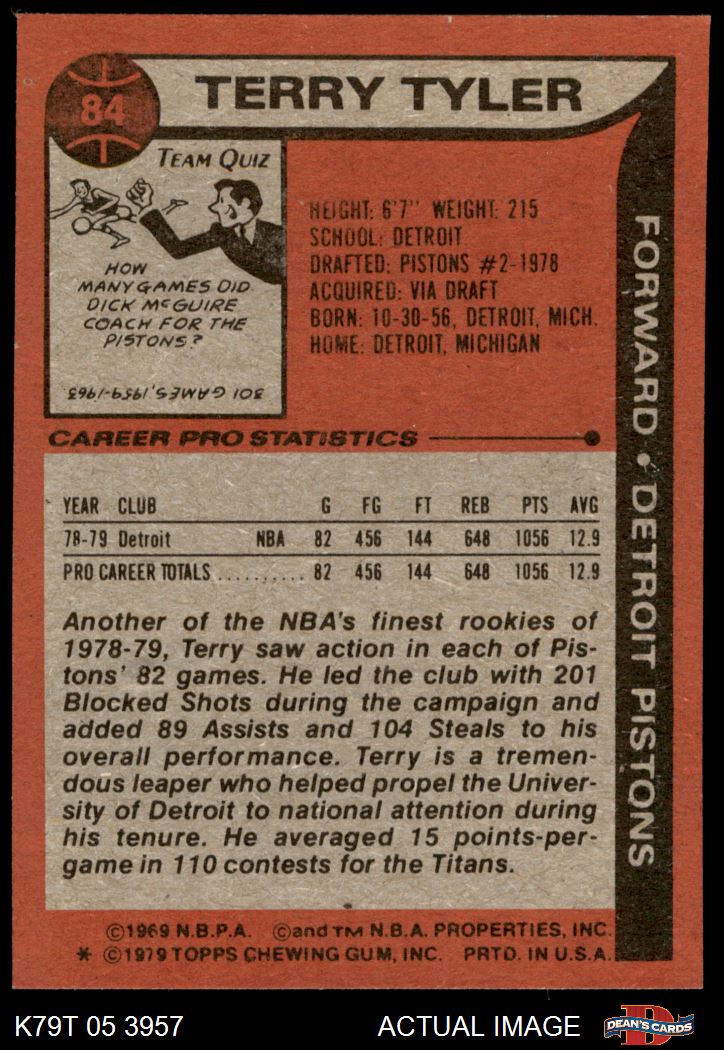 84
TERRY TYLER
TEAM QUIZ
HOW
MANY GAMES DID
DICK McGUIRE
COACH FOR THE
PISTONS?
301 GAMES, 1959-1963
HEIGHT: 6'7" WEIGHT: 215
SCHOOL: DETROIT
DRAFTED: PISTONS #2-1978
ACQUIRED: VIA DRAFT
BORN: 10-30-56, DETROIT, MICH.
HOME: DETROIT, MICHIGAN
FORWARD • DETROIT PISTONS
CAREER PRO STATISTICS
YEAR CLUB G FG FT REB PTS AVG
78-79 Detroit NBA 82 456 144 648 1056 12.9
PRO CAREER TOTALS .......... 82 456 144 648 1056 12.9
Another of the NBA's finest rookies of
1978-79, Terry saw action in each of Pis-
tons' 82 games. He led the club with 201
Blocked Shots during the campaign and
added 89 Assists and 104 Steals to his
overall performance. Terry is a tremen-
dous leaper who helped propel the Univer-
sity of Detroit to national attention during
his tenure. He averaged 15 points-per-
game in 110 contests for the Titans.
©1969 N.B.P.A. ©and TM N.B.A. PROPERTIES, INC.
* ©1979 TOPPS CHEWING GUM, INC. PRTD. IN U.S.A.
K79T 05 3957 ACTUAL IMAGE DEAN'S CARDS